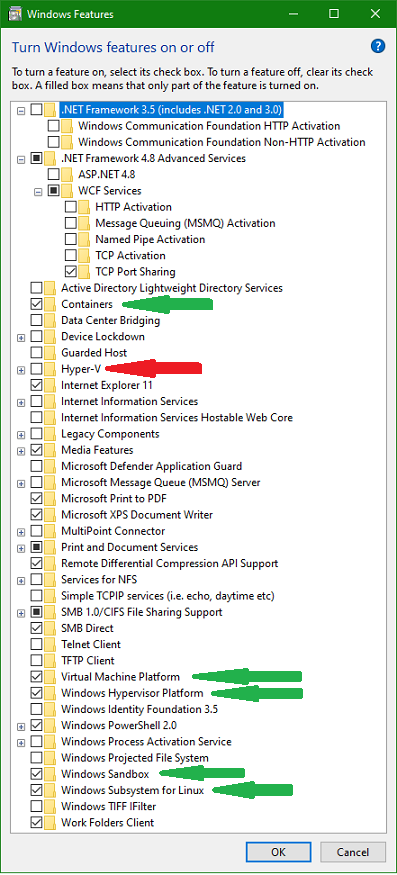 Windows Features
Turn Windows features on or off
?
To turn a feature on, select its check box. To turn a feature off, clear its check
box. A filled box means that only part of the feature is turned on.
.NET Framework 3.5 (includes .NET 2.0 and 3.0)
Windows Communication Foundation HTTP Activation
Windows Communication Foundation Non-HTTP Activation
.NET Framework 4.8 Advanced Services
ASP.NET 4.8
WCF Services
HTTP Activation
Message Queuing (MSMQ) Activation
Named Pipe Activation
TCP Activation
TCP Port Sharing
Active Directory Lightweight Directory Services
Containers
Data Center Bridging
Device Lockdown
Guarded Host
Hyper-V
Internet Explorer 11
Internet Information Services
Internet Information Services Hostable Web Core
Legacy Components
Media Features
Microsoft Defender Application Guard
Microsoft Message Queue (MSMQ) Server
Microsoft Print to PDF
Microsoft XPS Document Writer
MultiPoint Connector
Print and Document Services
Remote Differential Compression API Support
Services for NFS
Simple TCPIP services (i.e. echo, daytime etc)
SMB 1.0/CIFS File Sharing Support
SMB Direct
Telnet Client
TFTP Client
Virtual Machine Platform
Windows Hypervisor Platform
Windows Identity Foundation 3.5
Windows PowerShell 2.0
Windows Process Activation Service
Windows Projected File System
Windows Sandbox
Windows Subsystem for Linux
Windows TIFF IFilter
Work Folders Client
OK Cancel